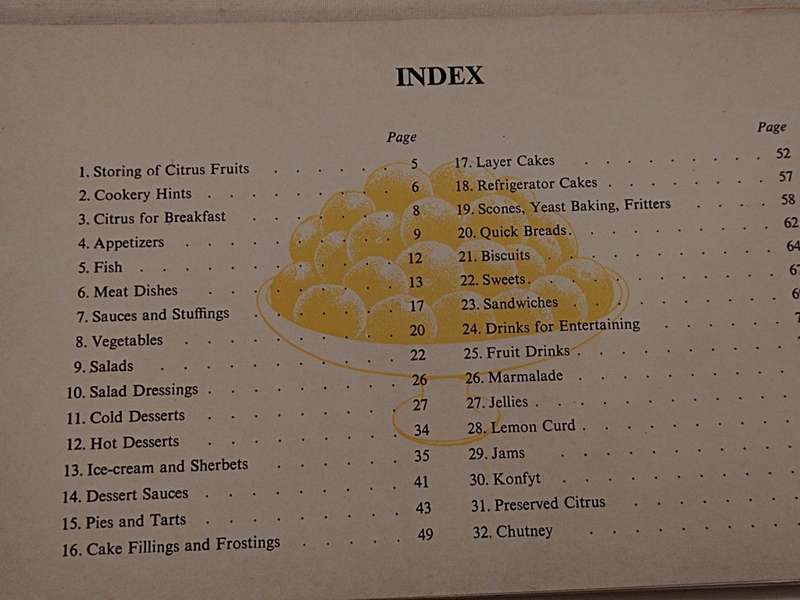 INDEX
Page
1. Storing of Citrus Fruits . . . . . . 5
2. Cookery Hints . . . . . . . . . 6
3. Citrus for Breakfast . . . . . . . 8
4. Appetizers . . . . . . . . . . 9
5. Fish . . . . . . . . . . . . 12
6. Meat Dishes . . . . . . . . . 13
7. Sauces and Stuffings . . . . . . . 17
8. Vegetables . . . . . . . . . . 20
9. Salads . . . . . . . . . . . 22
10. Salad Dressings . . . . . . . . . 26
11. Cold Desserts . . . . . . . . . 27
12. Hot Desserts . . . . . . . . . 34
13. Ice-cream and Sherbets . . . . . . 35
14. Dessert Sauces . . . . . . . . . 41
15. Pies and Tarts . . . . . . . . . 43
16. Cake Fillings and Frostings . . . . . 49
Page
17. Layer Cakes . . . . . . . . . 52
18. Refrigerator Cakes . . . . . . . . 57
19. Scones, Yeast Baking, Fritters . . . . . 58
20. Quick Breads . . . . . . . . . . 62
21. Biscuits . . . . . . . . . . 64
22. Sweets . . . . . . . . . . .
23. Sandwiches . . . . . . . . . .
24. Drinks for Entertaining . . . . . .
25. Fruit Drinks . . . . . . . . . .
26. Marmalade . . . . . . . . . .
27. Jellies . . . . . . . . . . .
28. Lemon Curd . . . . . . . . . .
29. Jams . . . . . . . . . .
30. Konfyt . . . . . . . . . .
31. Preserved Citrus . . . . . . . .
32. Chutney . . . . . . . . .